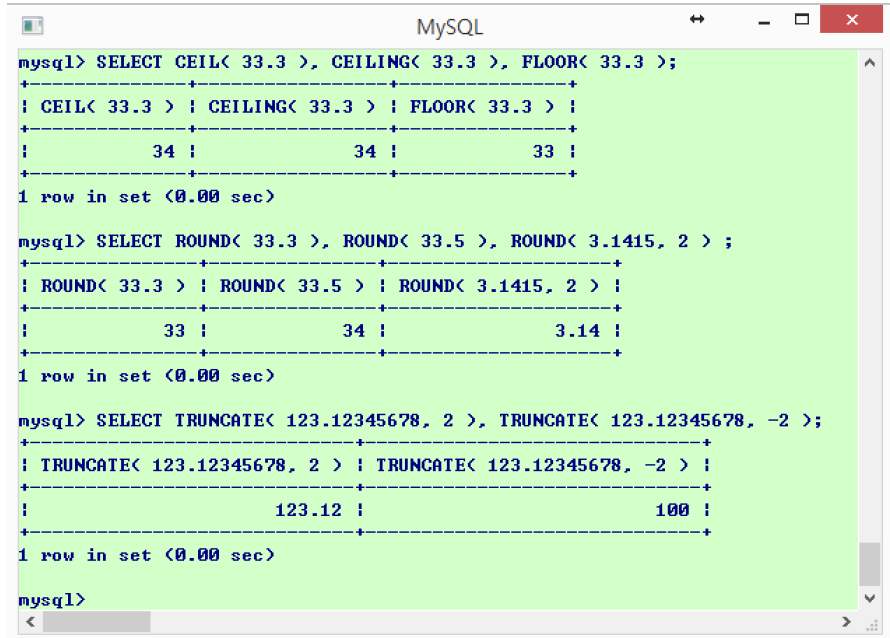 MySQL
mysql> SELECT CEIL( 33.3 ), CEILING( 33.3 ), FLOOR( 33.3 );
+--------------+-----------------+---------------+
| CEIL( 33.3 ) | CEILING( 33.3 ) | FLOOR( 33.3 ) |
+--------------+-----------------+---------------+
|           34 |              34 |            33 |
+--------------+-----------------+---------------+
1 row in set (0.00 sec)
mysql> SELECT ROUND( 33.3 ), ROUND( 33.5 ), ROUND( 3.1415, 2 ) ;
+---------------+---------------+--------------------+
| ROUND( 33.3 ) | ROUND( 33.5 ) | ROUND( 3.1415, 2 ) |
+---------------+---------------+--------------------+
|            33 |            34 |               3.14 |
+---------------+---------------+--------------------+
1 row in set (0.00 sec)
mysql> SELECT TRUNCATE( 123.12345678, 2 ), TRUNCATE( 123.12345678, -2 );
+-----------------------------+------------------------------+
| TRUNCATE( 123.12345678, 2 ) | TRUNCATE( 123.12345678, -2 ) |
+-----------------------------+------------------------------+
|                      123.12 |                          100 |
+-----------------------------+------------------------------+
1 row in set (0.00 sec)
mysql>